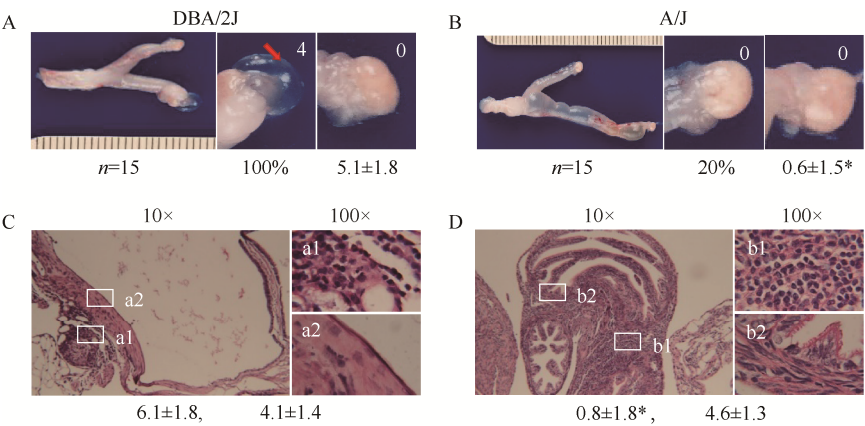 A DBA/2J
4 0
n=15 100% 5.1±1.8
B A/J
0 0
n=15 20% 0.6±1.5*
C 10× 100×
a1
a2
a1
a2
6.1±1.8, 4.1±1.4
D 10× 100×
b1
b2
b1
b2
0.8±1.8*, 4.6±1.3